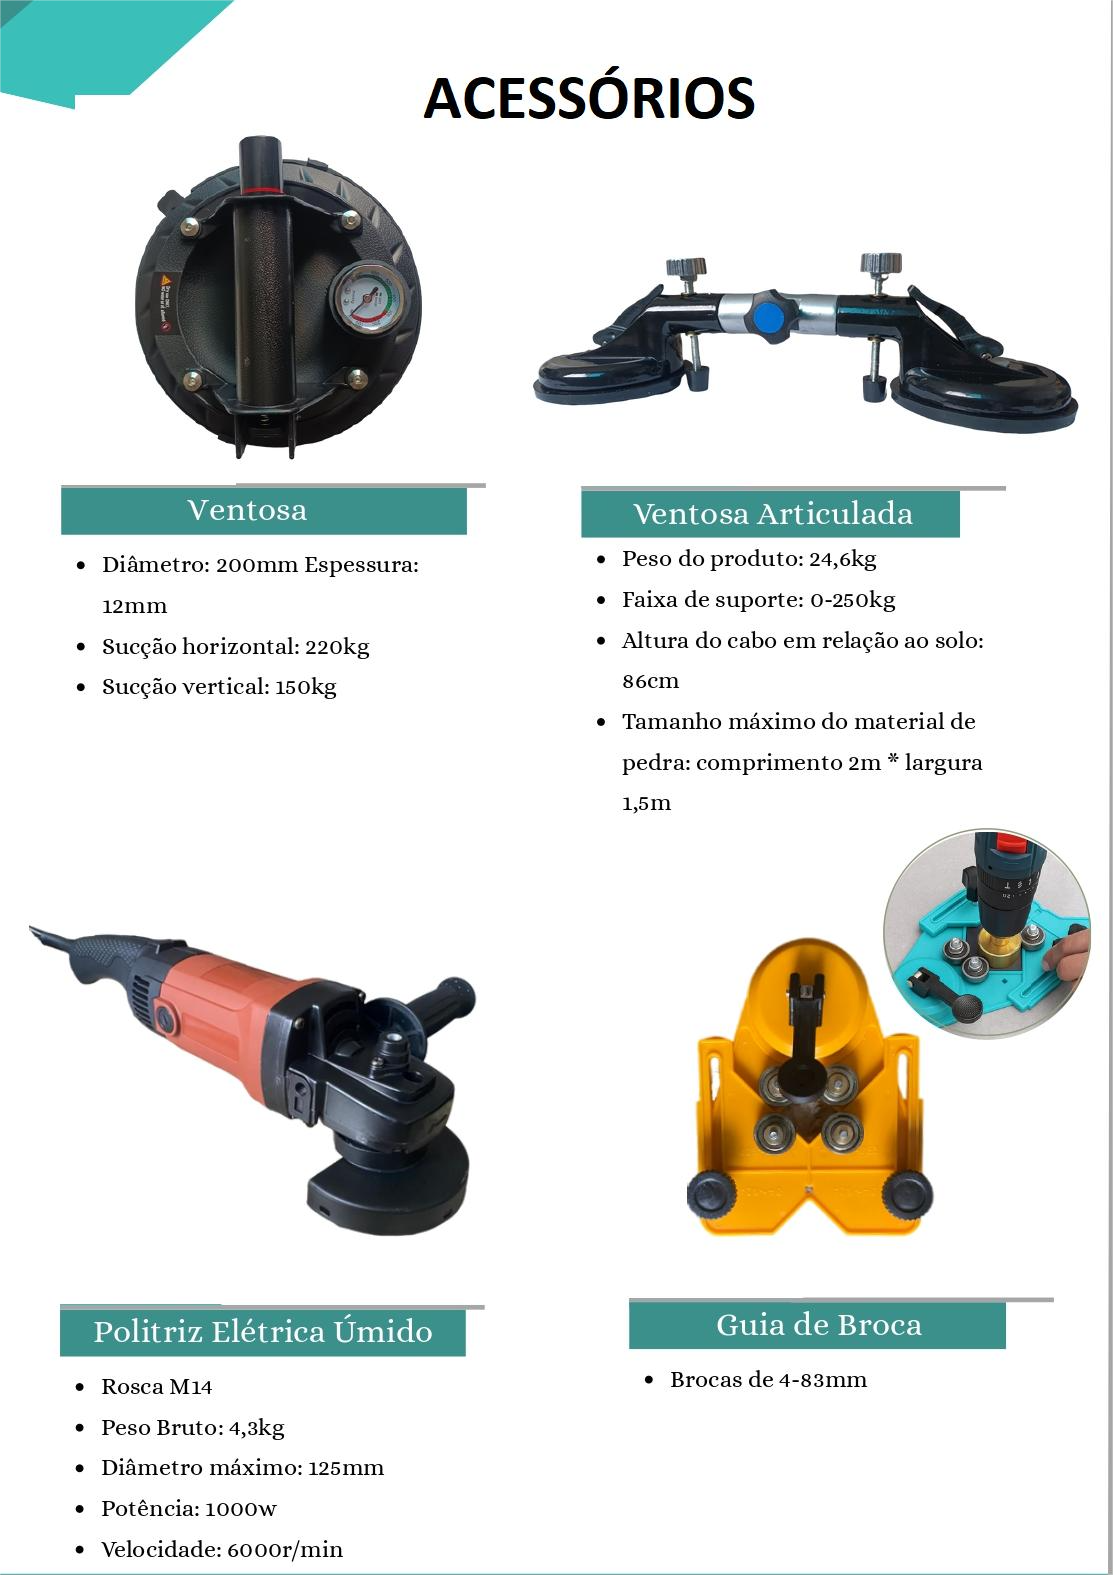 ACESSÓRIOS
Ventosa
Diâmetro: 200mm Espessura:
12mm
Sucção horizontal: 220kg
Sucção vertical: 150kg
Ventosa Articulada
Peso do produto: 24,6kg
Faixa de suporte: 0-250kg
Altura do cabo em relação ao solo:
86cm
Tamanho máximo do material de
pedra: comprimento 2m * largura
1,5m
Politriz Elétrica Úmido
Rosca M14
Peso Bruto: 4,3kg
Diâmetro máximo: 125mm
Potência: 1000w
Velocidade: 6000r/min
Guia de Broca
Brocas de 4-83mm